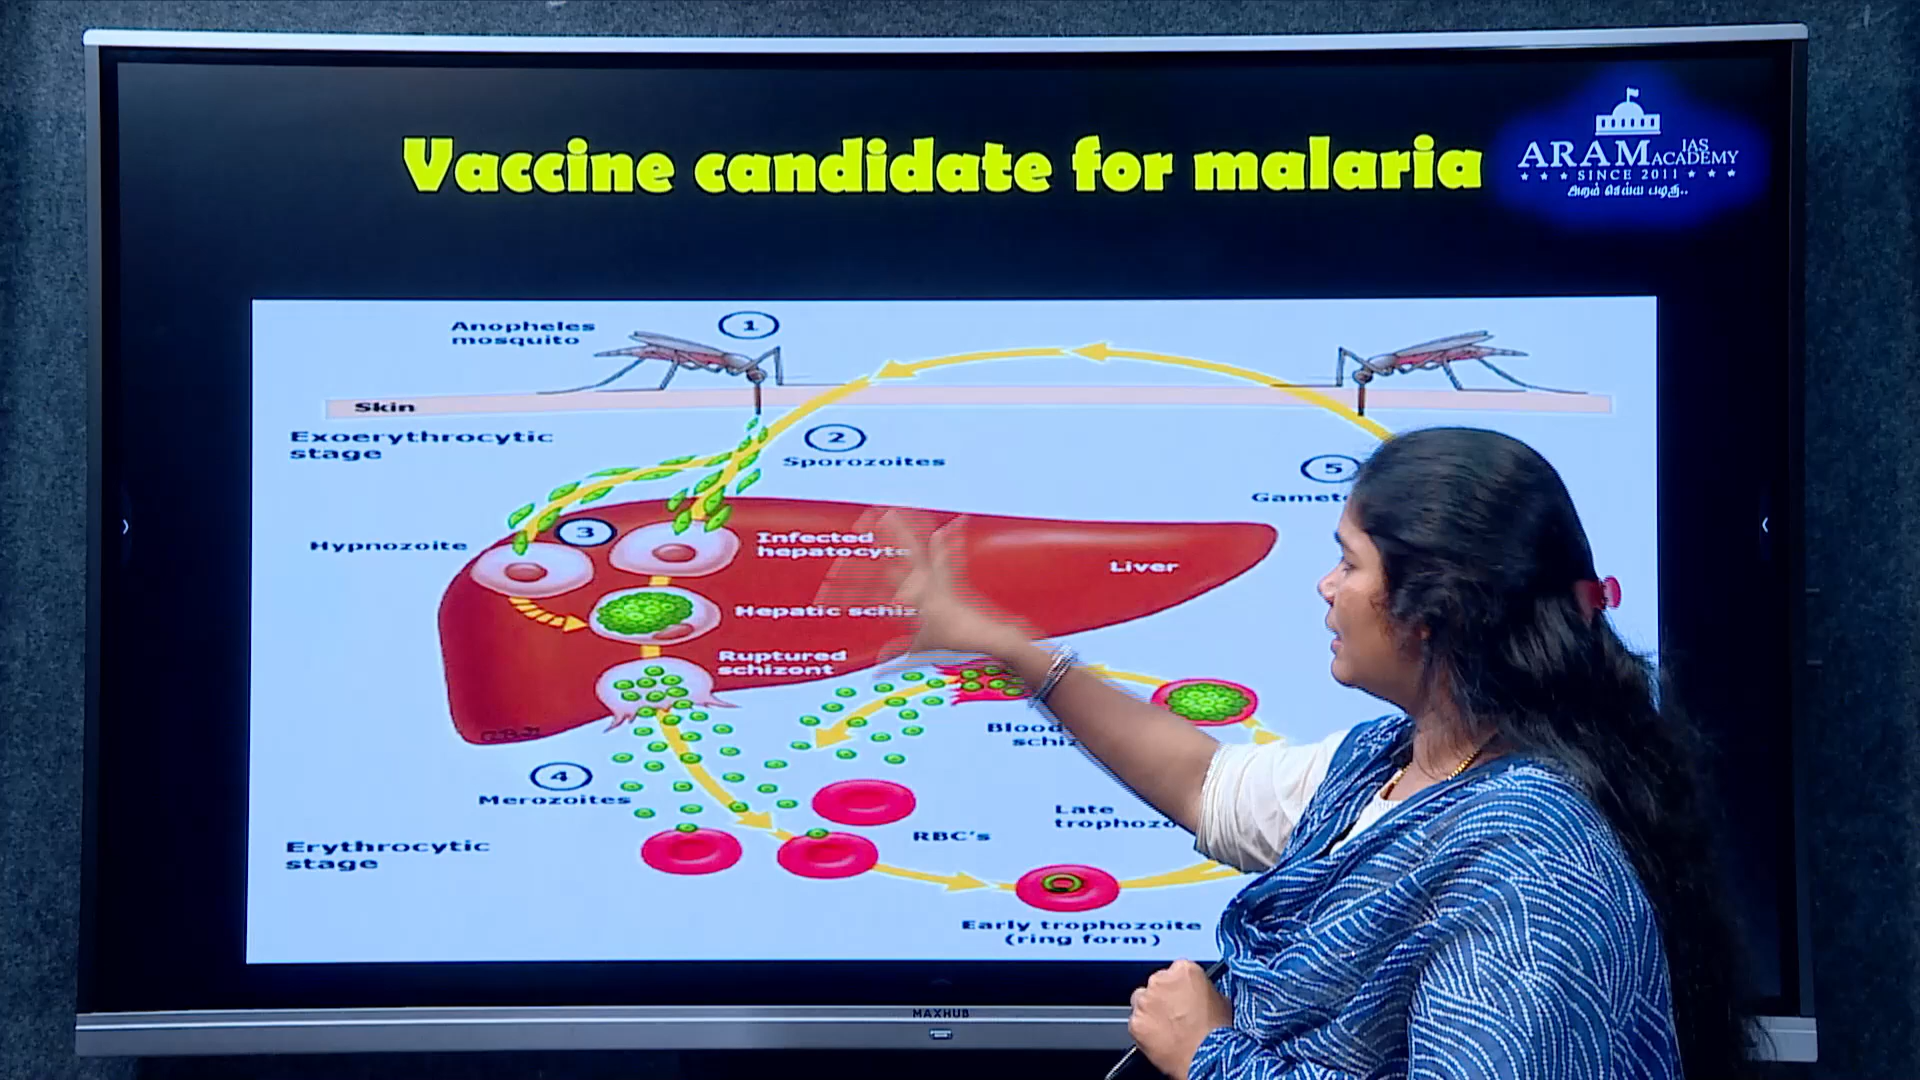 Vaccine candidate for malaria
ARAM IAS ACADEMY
★ ★ ★ SINCE 2011 ★ ★ ★
அறம் செய்ய பழகு..
Anopheles
mosquito
1
Skin
Exoerythrocytic
stage
2
Sporozoites
5
Hypnozoite
3
Infected
hepatocyte
Liver
Hepatic
Ruptured
schizont
Blood
4
Merozoites
Late
RBC's
Erythrocytic
stage
Early trophozoite
(ring form)
MAXHUB